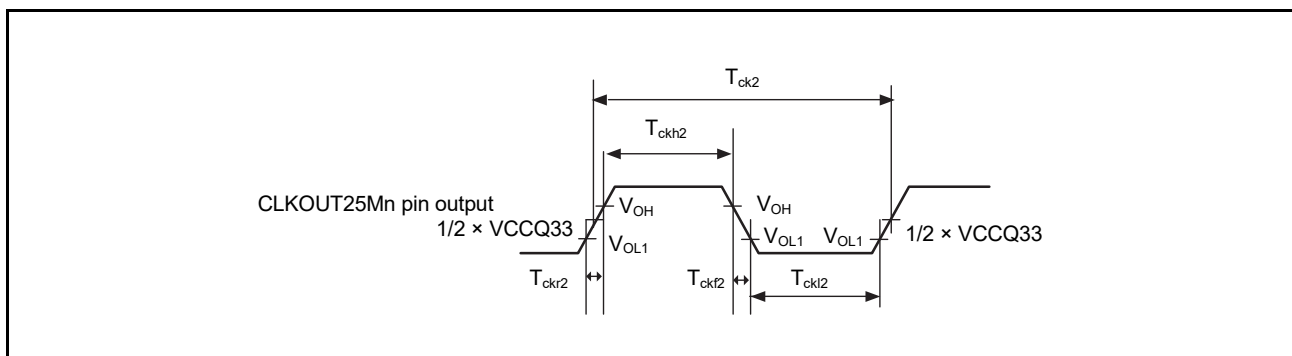 Tck2
Tckh2
CLKOUT25Mn pin output
VOH
VOH
1/2 × VCCQ33
VOL1
VOL1
VOL1
1/2 × VCCQ33
Tckr2
Tckf2
Tckl2